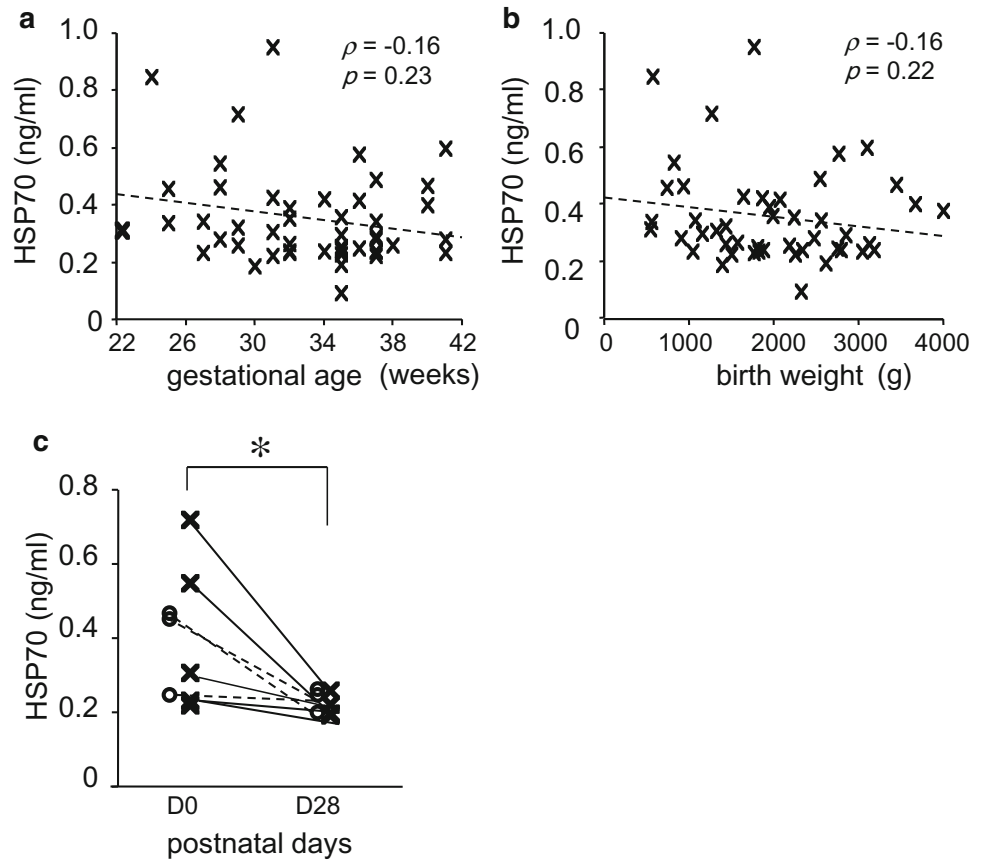 a
ρ = -0.16
p = 0.23
HSP70 (ng/ml)
1.0
0.8
0.6
0.4
0.2
0
22 26 30 34 38 42
gestational age (weeks)
b
ρ = -0.16
p = 0.22
HSP70 (ng/ml)
1.0
0.8
0.6
0.4
0.2
0
0 1000 2000 3000 4000
birth weight (g)
c
*
HSP70 (ng/ml)
0.8
0.6
0.4
0.2
0
D0 D28
postnatal days